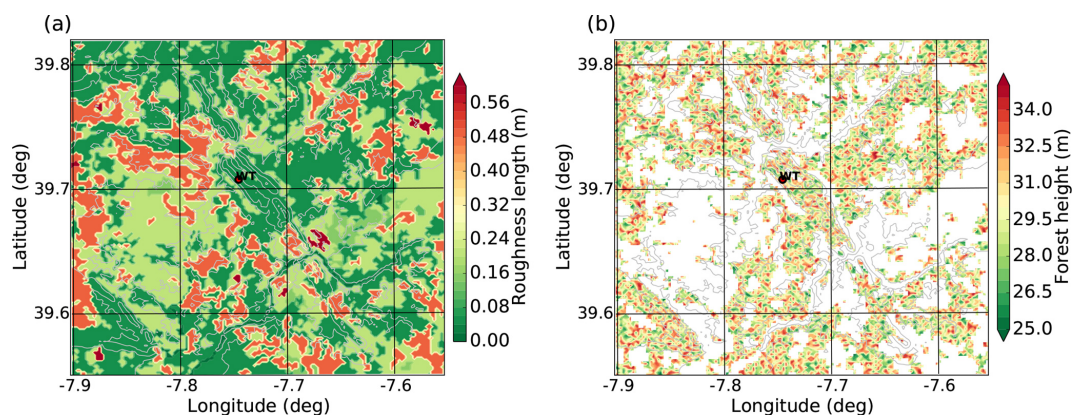 (a)
39.8
39.7
39.6
Latitude (deg)
WT
-7.9 -7.8 -7.7 -7.6
Longitude (deg)
0.56
0.48
0.40
0.32
0.24
0.16
0.08
0.00
Roughness length (m)
(b)
39.8
39.7
39.6
Latitude (deg)
WT
-7.9 -7.8 -7.7 -7.6
Longitude (deg)
34.0
32.5
31.0
29.5
28.0
26.5
25.0
Forest height (m)